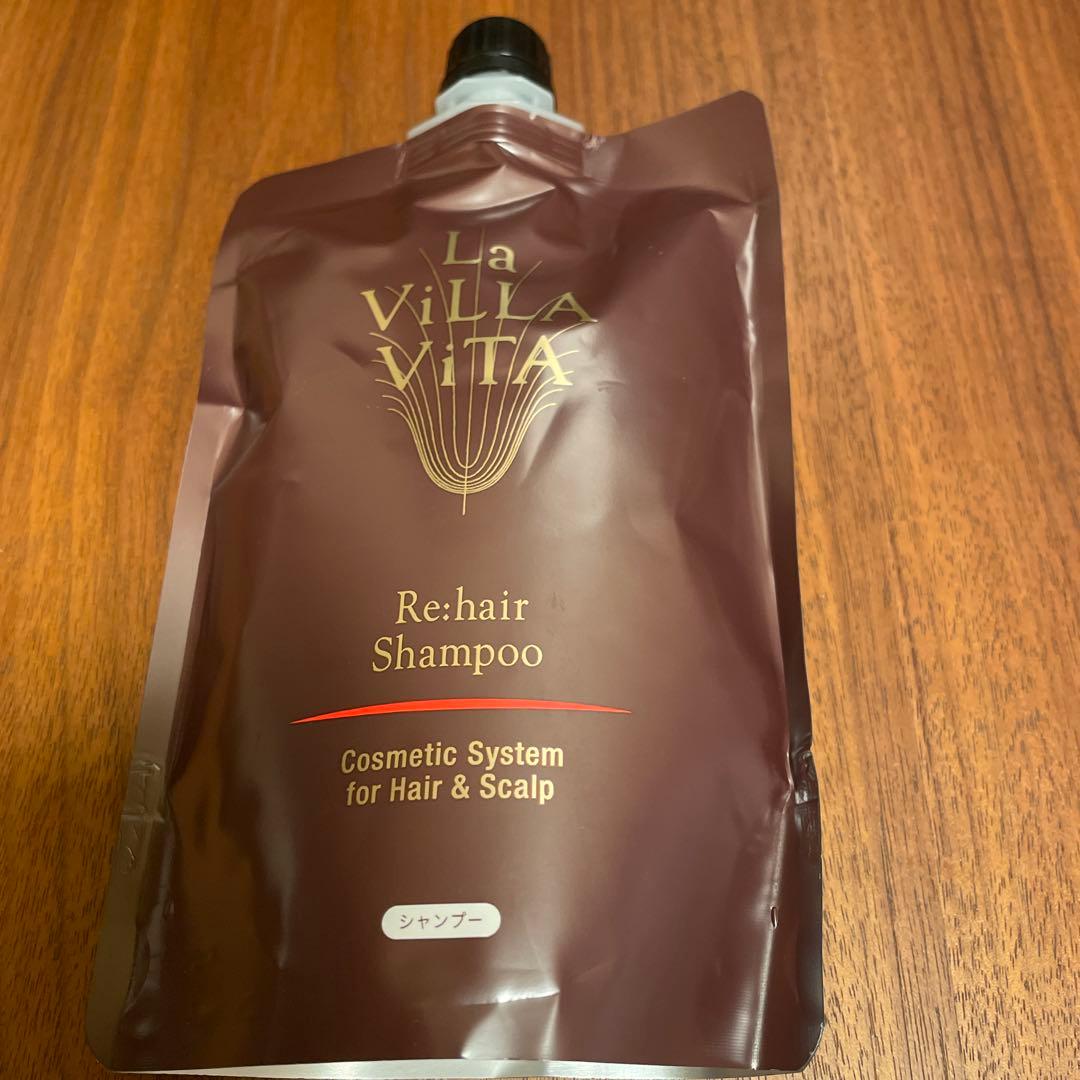 La
ViLLA
ViTA
Re:hair
Shampoo
Cosmetic System
for Hair & Scalp
シャンプー